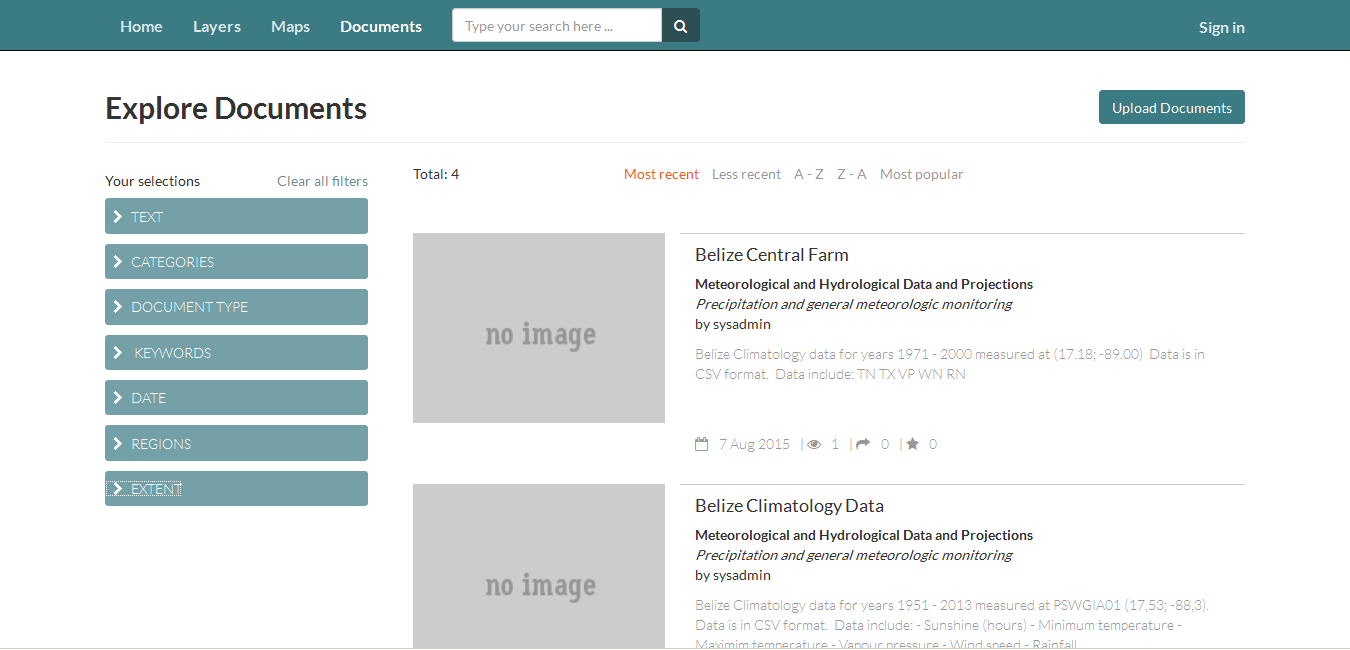 Home Layers Maps Documents Type your search here ... Sign in
Explore Documents
Upload Documents
Your selections Clear all filters
TEXT
CATEGORIES
DOCUMENT TYPE
KEYWORDS
DATE
REGIONS
EXTENT
Total: 4 Most recent Less recent A - Z Z - A Most popular
no image
Belize Central Farm
Meteorological and Hydrological Data and Projections
Precipitation and general meteorologic monitoring
by sysadmin
Belize Climatology data for years 1971 - 2000 measured at (17.18; -89.00) Data is in
CSV format. Data include: TN TX VP WN RN
7 Aug 2015 | 1 | 0 | 0
no image
Belize Climatology Data
Meteorological and Hydrological Data and Projections
Precipitation and general meteorologic monitoring
by sysadmin
Belize Climatology data for years 1951 - 2013 measured at PSWGIA01 (17,53; -88,3).
Data is in CSV format. Data include: - Sunshine (hours) - Minimum temperature -
Maximim temperature - Vapour pressure - Wind speed - Rainfall